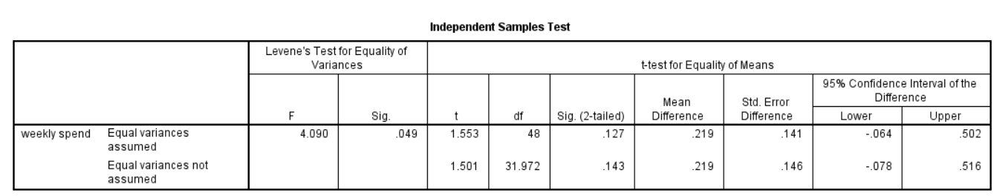 Independent Samples Test
Levene's Test for Equality of
Variances
t-test for Equality of Means
95% Confidence Interval of the
Difference
F Sig. t df Sig. (2-tailed) Mean
Difference Std. Error
Difference Lower Upper
weekly spend Equal variances
assumed 4.090 .049 1.553 48 .127 .219 .141 -.064 .502
Equal variances not
assumed 1.501 31.972 .143 .219 .146 -.078 .516